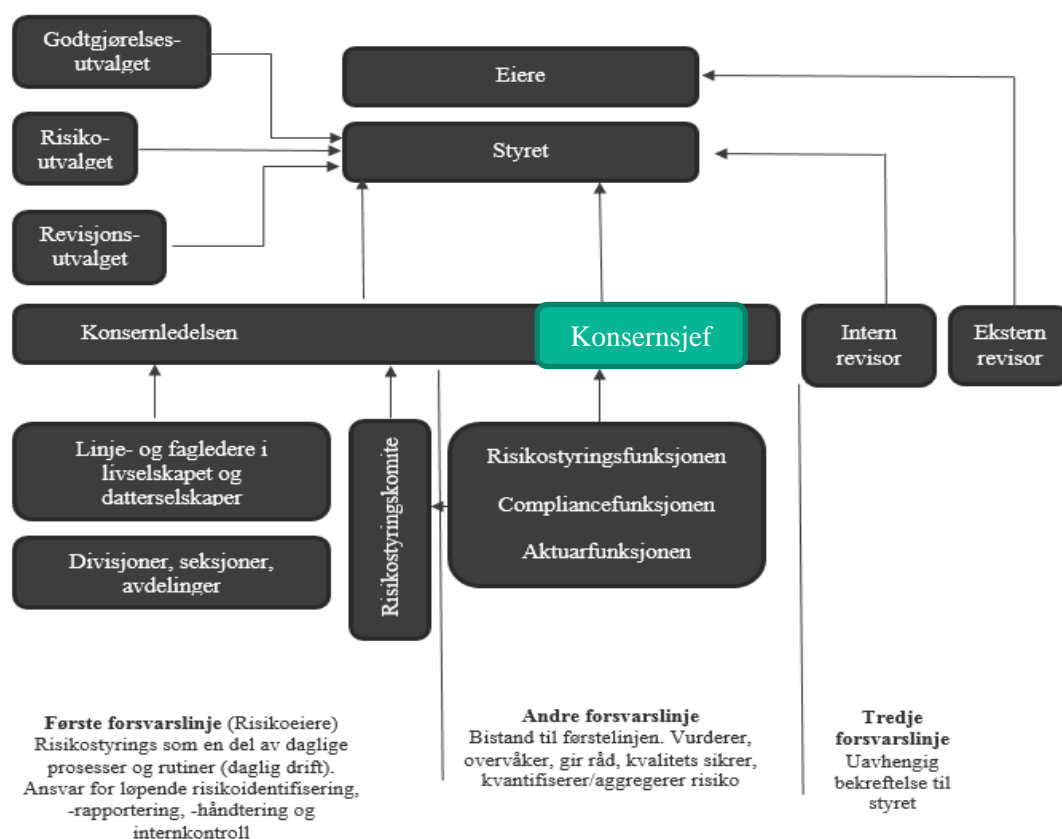 Godtgjørelses-
utvalget
Eiere
Risiko-
utvalget
Styret
Revisjons-
utvalget
Konsernledelsen
Konsernsjef
Intern
revisor
Ekstern
revisor
Linje- og fagledere i
livselskapet og
datterselskaper
Divisjoner, seksjoner,
avdelinger
Risikostyringskomite
Risikostyringsfunksjonen
Compliancefunksjonen
Aktuarfunksjonen
Første forsvarslinje (Risikoeiere)
Risikostyrings som en del av daglige
prosesser og rutiner (daglig drift).
Ansvar for løpende risikoidentifisering,
-rapportering, -håndtering og
internkontroll
Andre forsvarslinje
Bistand til førstelinjen. Vurderer,
overvåker, gir råd, kvalitets sikrer,
kvantifiserer/aggregerer risiko
Tredje
forsvarslinje
Uavhengig
bekreftelse til
styret